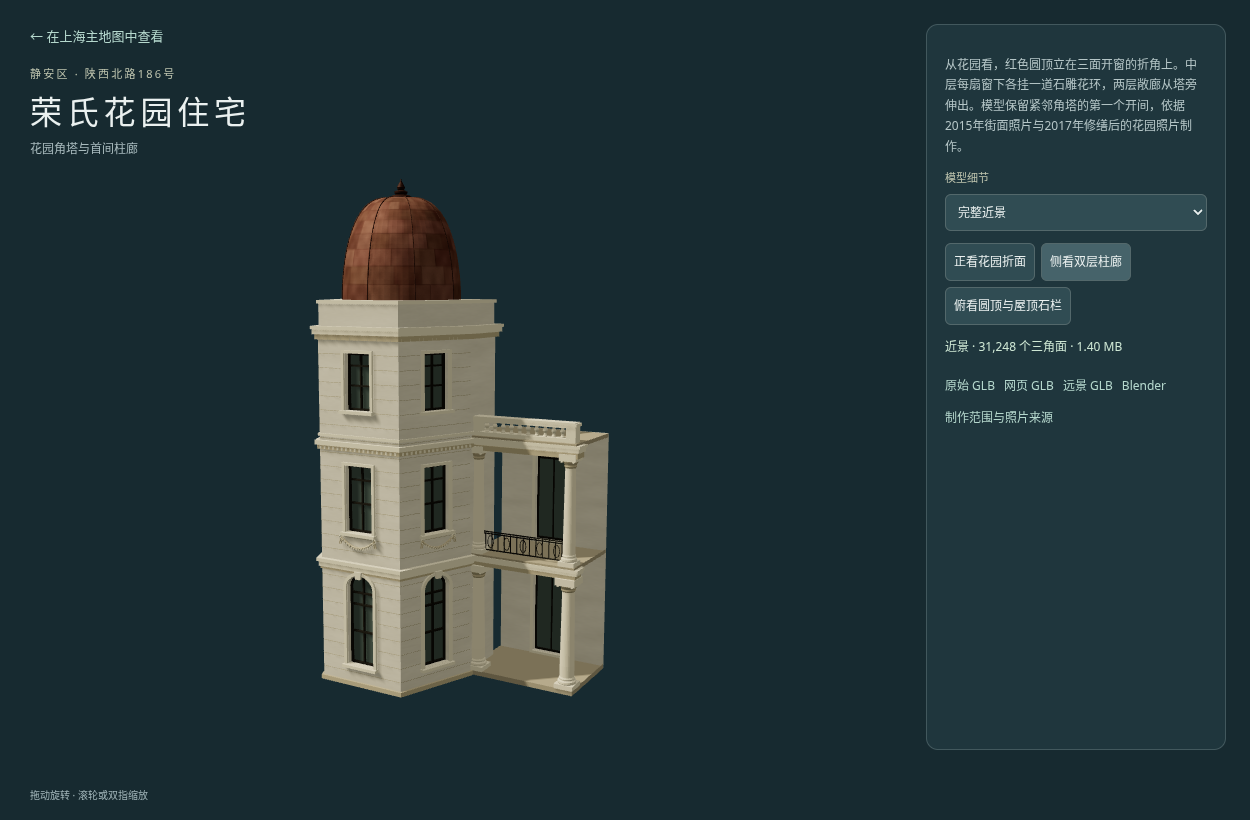 ← 在上海主地图中查看
静安区 · 陕西北路186号
荣氏花园住宅
花园角塔与首间柱廊
从花园看，红色圆顶立在三面开窗的折角上。中
层每扇窗下各挂一道石雕花环，两层敞廊从塔旁
伸出。模型保留紧邻角塔的第一个开间，依据
2015年街面照片与2017年修缮后的花园照片制
作。
模型细节
完整近景
正看花园折面 侧看双层柱廊
俯看圆顶与屋顶石栏
近景 · 31,248 个三角面 · 1.40 MB
原始 GLB 网页 GLB 远景 GLB Blender
制作范围与照片来源
拖动旋转 · 滚轮或双指缩放